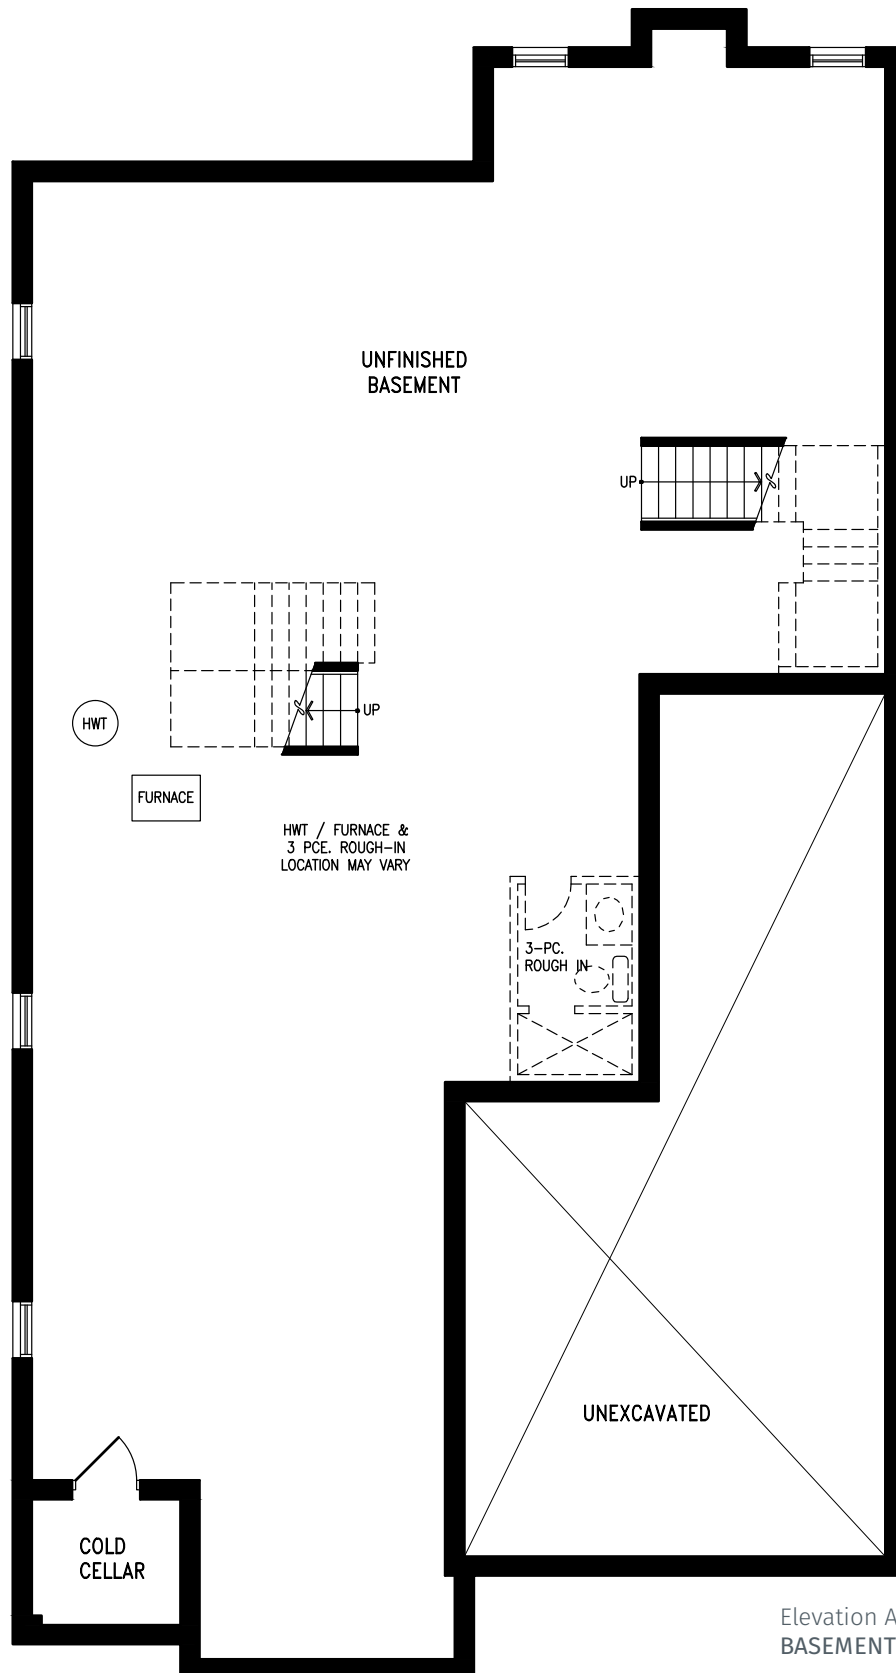 UNFINISHED
BASEMENT
UP
UP
HWT
FURNACE
HWT / FURNACE &
3 PCE. ROUGH-IN
LOCATION MAY VARY
3-PC.
ROUGH IN
UNEXCAVATED
COLD
CELLAR
Elevation A
BASEMENT